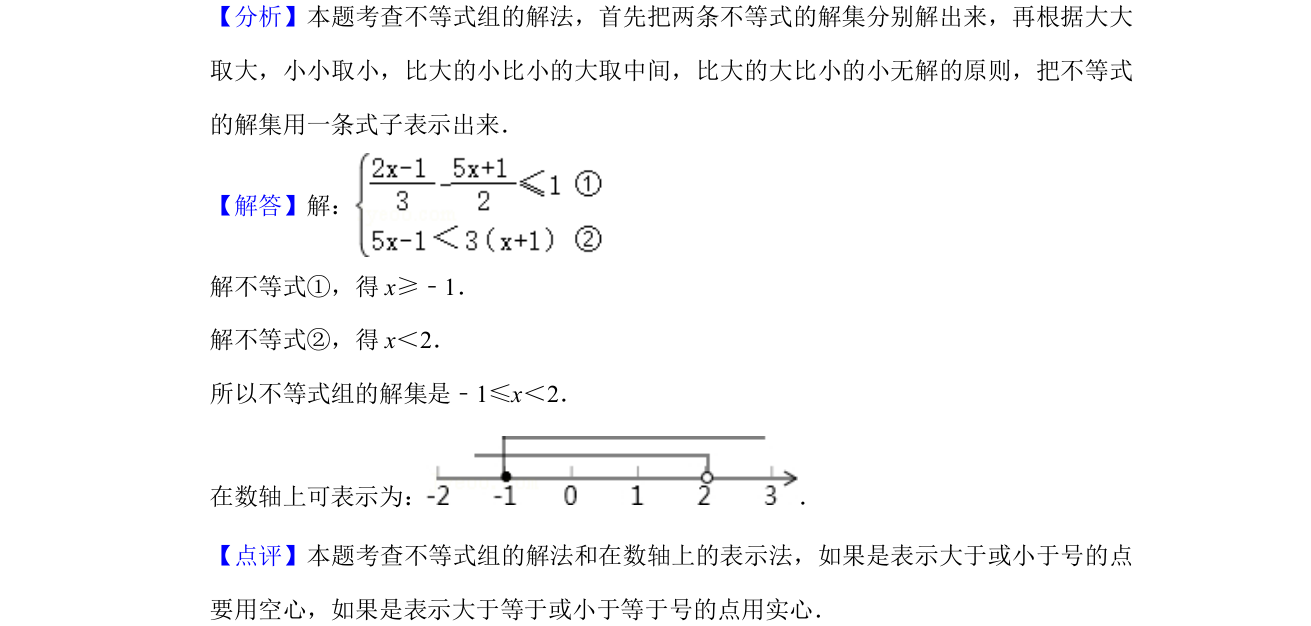 【分析】本题考查不等式组的解法，首先把两条不等式的解集分别解出来，再根据大大
取大，小小取小，比大的小比小的大取中间，比大的大比小的小无解的原则，把不等式
的解集用一条式子表示出来．
【解答】解：{(2x-1)/3 - (5x+1)/2 ⩽1 ①
5x-1＜3(x+1) ②
解不等式①，得 x≥﹣1．
解不等式②，得 x＜2．
所以不等式组的解集是﹣1≤x＜2．
在数轴上可表示为：-2 -1 0 1 2 3 ．
【点评】本题考查不等式组的解法和在数轴上的表示法，如果是表示大于或小于号的点
要用空心，如果是表示大于等于或小于等于号的点用实心．